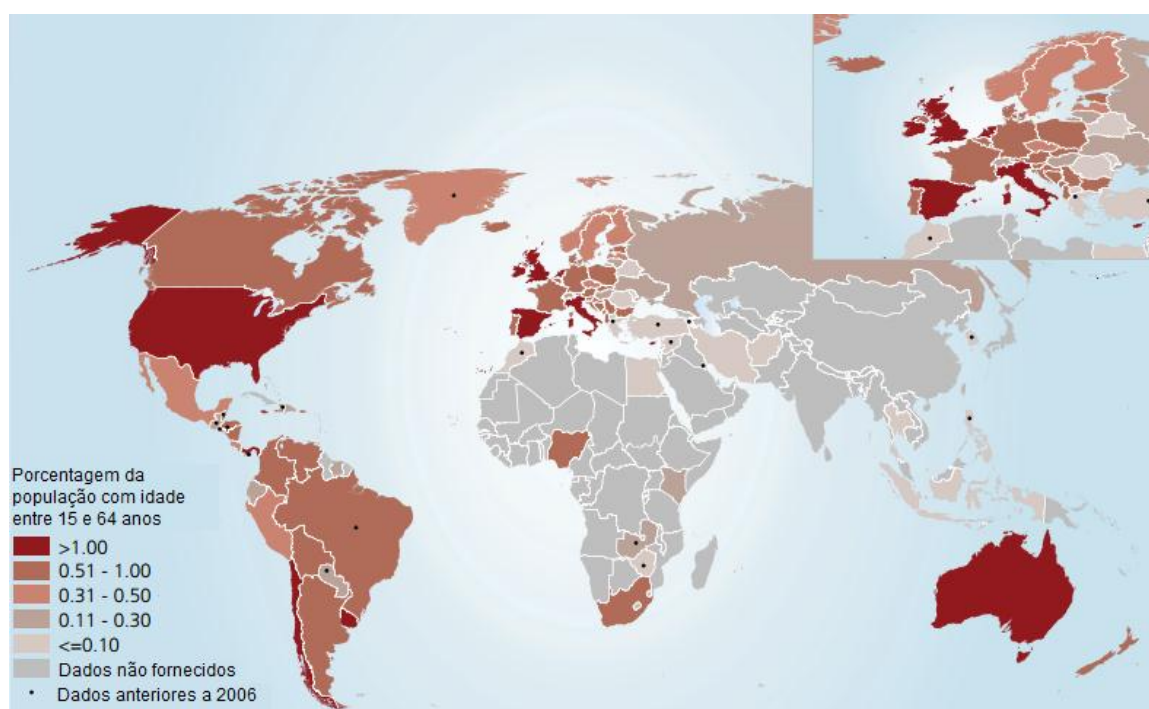 Porcentagem da
população com idade
entre 15 e 64 anos
>1.00
0.51 - 1.00
0.31 - 0.50
0.11 - 0.30
<=0.10
Dados não fornecidos
Dados anteriores a 2006